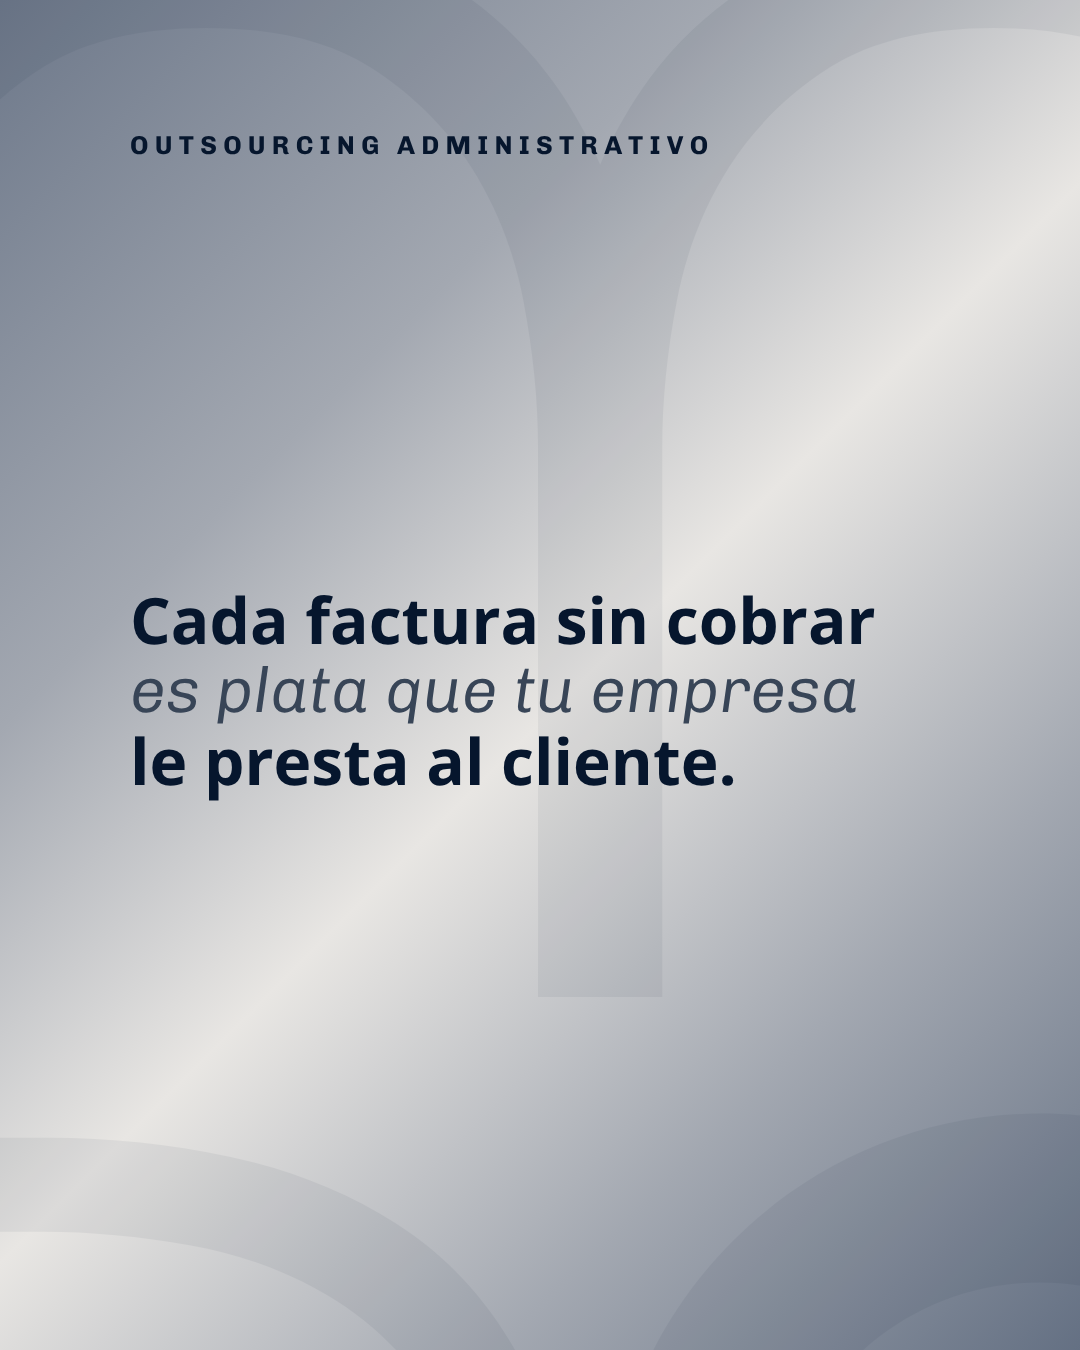 OUTSOURCING ADMINISTRATIVO
Cada factura sin cobrar
es plata que tu empresa
le presta al cliente.